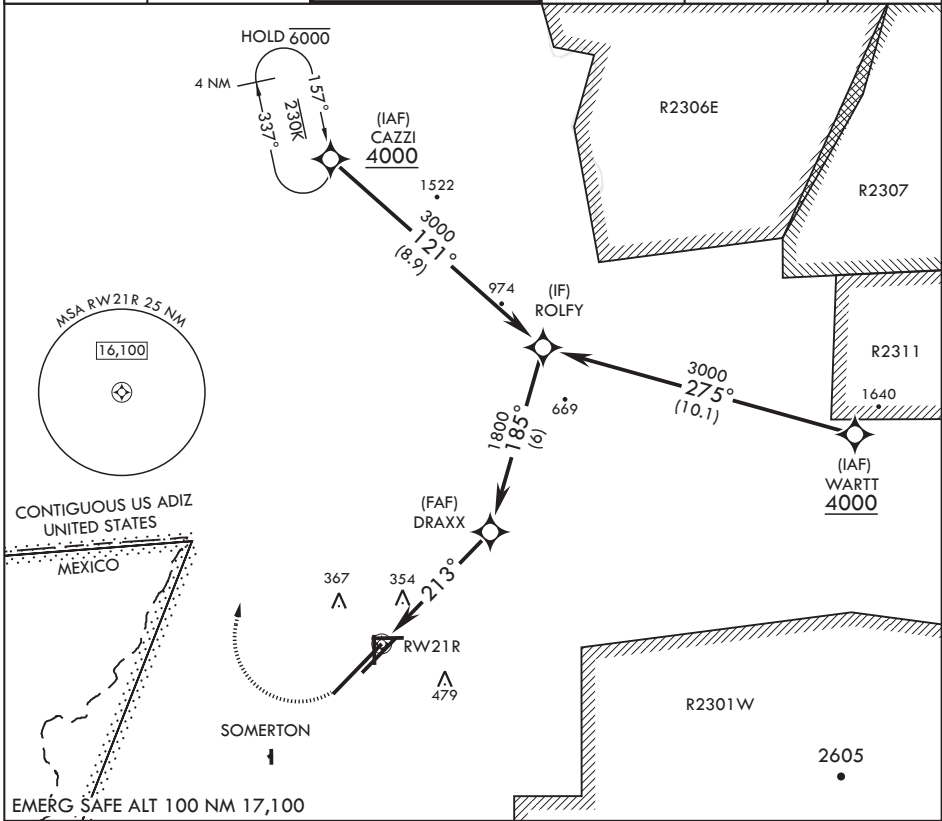 HOLD 6000
4 NM
157°
230K
337°
(IAF)
CAZZI
4000
R2306E
1522
R2307
3000
121°
(8.9)
974
(IF)
ROLFY
MSA RW21R 25 NM
16,100
R2311
3000
275°
(10.1)
1640
669
1800
185°
(6)
(IAF)
WARTT
4000
CONTIGUOUS US ADIZ
UNITED STATES
MEXICO
(FAF)
DRAXX
213°
367
354
RW21R
479
SOMERTON
R2301W
2605
EMERG SAFE ALT 100 NM 17,100